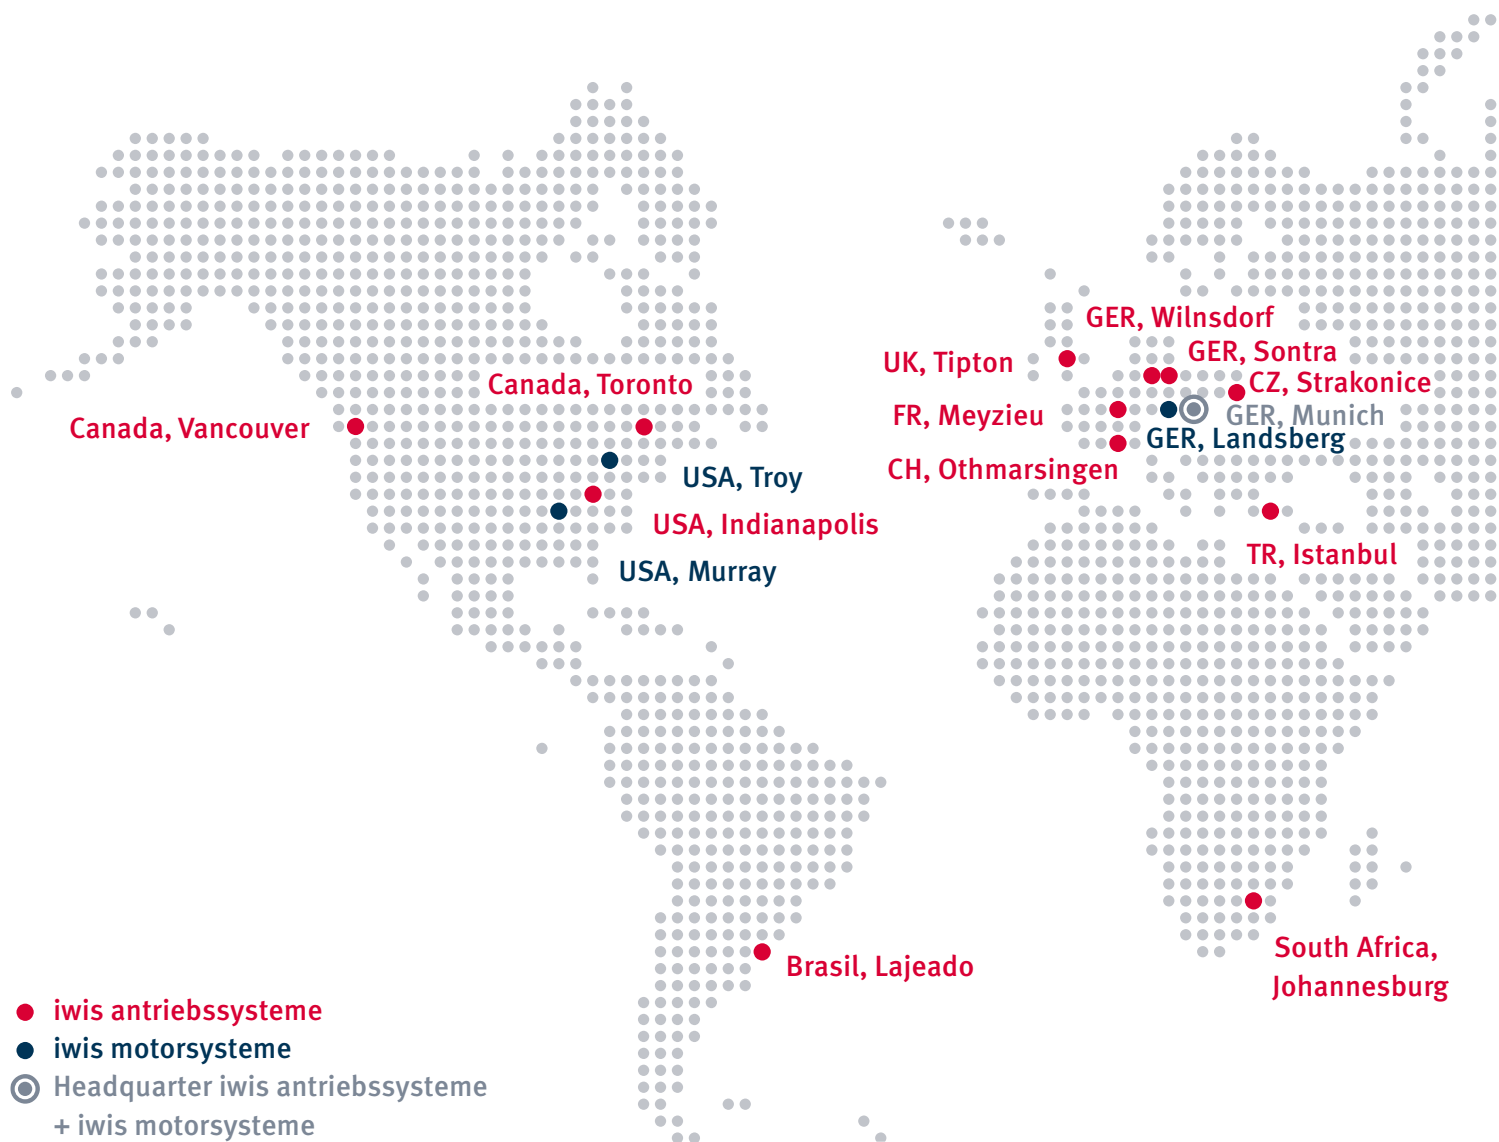 GER, Wilnsdorf
GER, Sontra
UK, Tipton
CZ, Strakonice
Canada, Toronto
FR, Meyzieu
GER, Munich
Canada, Vancouver
GER, Landsberg
CH, Othmarsingen
USA, Troy
USA, Indianapolis
TR, Istanbul
USA, Murray
South Africa,
Johannesburg
Brasil, Lajeado
iwis antriebssysteme
iwis motorsysteme
Headquarter iwis antriebssysteme
+ iwis motorsysteme